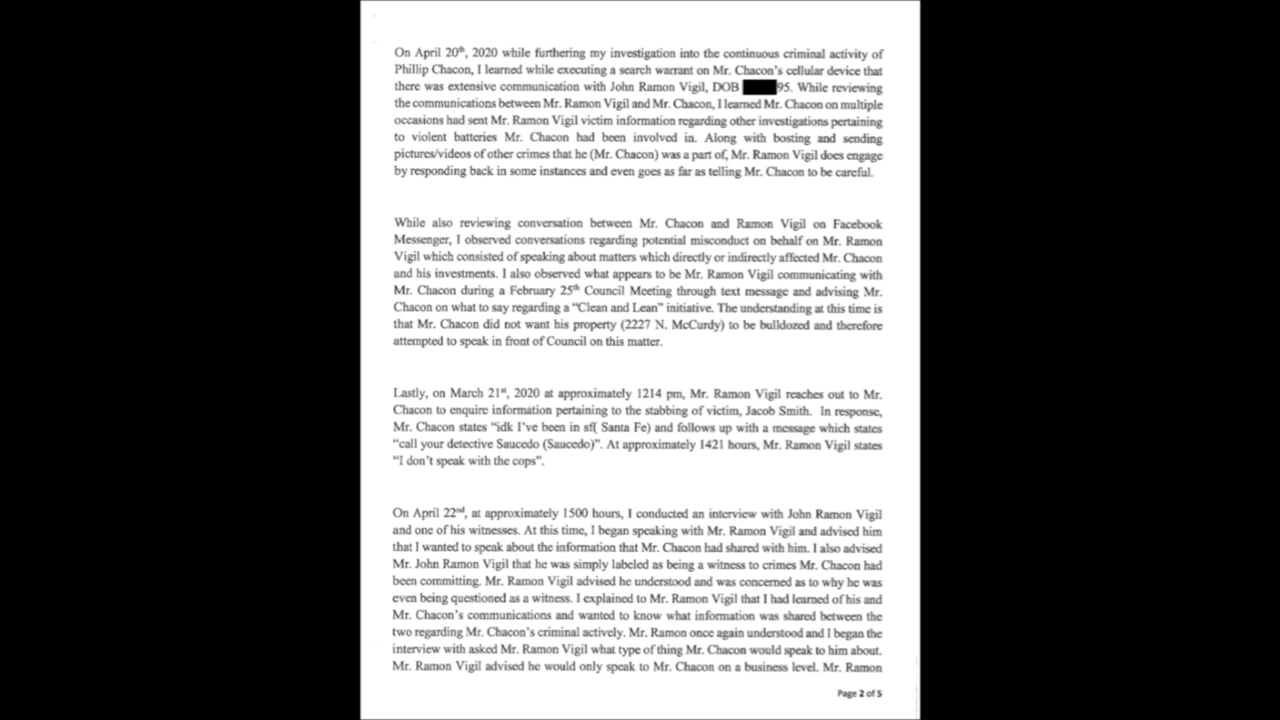 On April 20th, 2020 while furthering my investigation into the continuous criminal activity of
Phillip Chacon, I learned while executing a search warrant on Mr. Chacon's cellular device that
there was extensive communication with John Ramon Vigil, DOB 95. While reviewing
the communications between Mr. Ramon Vigil and Mr. Chacon, I learned Mr. Chacon on multiple
occasions had sent Mr. Ramon Vigil victim information regarding other investigations pertaining
to violent batteries Mr. Chacon had been involved in. Along with bosting and sending
pictures/videos of other crimes that he (Mr. Chacon) was a part of, Mr. Ramon Vigil does engage
by responding back in some instances and even goes as far as telling Mr. Chacon to be careful.
While also reviewing conversation between Mr. Chacon and Ramon Vigil on Facebook
Messenger, I observed conversations regarding potential misconduct on behalf on Mr. Ramon
Vigil which consisted of speaking about matters which directly or indirectly affected Mr. Chacon
and his investments. I also observed what appears to be Mr. Ramon Vigil communicating with
Mr. Chacon during a February 25th Council Meeting through text message and advising Mr.
Chacon on what to say regarding a “Clean and Lean” initiative. The understanding at this time is
that Mr. Chacon did not want his property (2227 N. McCurdy) to be bulldozed and therefore
attempted to speak in front of Council on this matter.
Lastly, on March 21st, 2020 at approximately 1214 pm, Mr. Ramon Vigil reaches out to Mr.
Chacon to enquire information pertaining to the stabbing of victim, Jacob Smith. In response,
Mr. Chacon states “idk I've been in sf( Santa Fe) and follows up with a message which states
“call your detective Saucedo (Saucedo)”. At approximately 1421 hours, Mr. Ramon Vigil states
“I don't speak with the cops”.
On April 22nd, at approximately 1500 hours, I conducted an interview with John Ramon Vigil
and one of his witnesses. At this time, I began speaking with Mr. Ramon Vigil and advised him
that I wanted to speak about the information that Mr. Chacon had shared with him. I also advised
Mr. John Ramon Vigil that he was simply labeled as being a witness to crimes Mr. Chacon had
been committing. Mr. Ramon Vigil advised he understood and was concerned as to why he was
even being questioned as a witness. I explained to Mr. Ramon Vigil that I had learned of his and
Mr. Chacon's communications and wanted to know what information was shared between the
two regarding Mr. Chacon's criminal actively. Mr. Ramon once again understood and I began the
interview with asked Mr. Ramon Vigil what type of thing Mr. Chacon would speak to him about.
Mr. Ramon Vigil advised he would only speak to Mr. Chacon on a business level. Mr. Ramon
Page 2 of 5